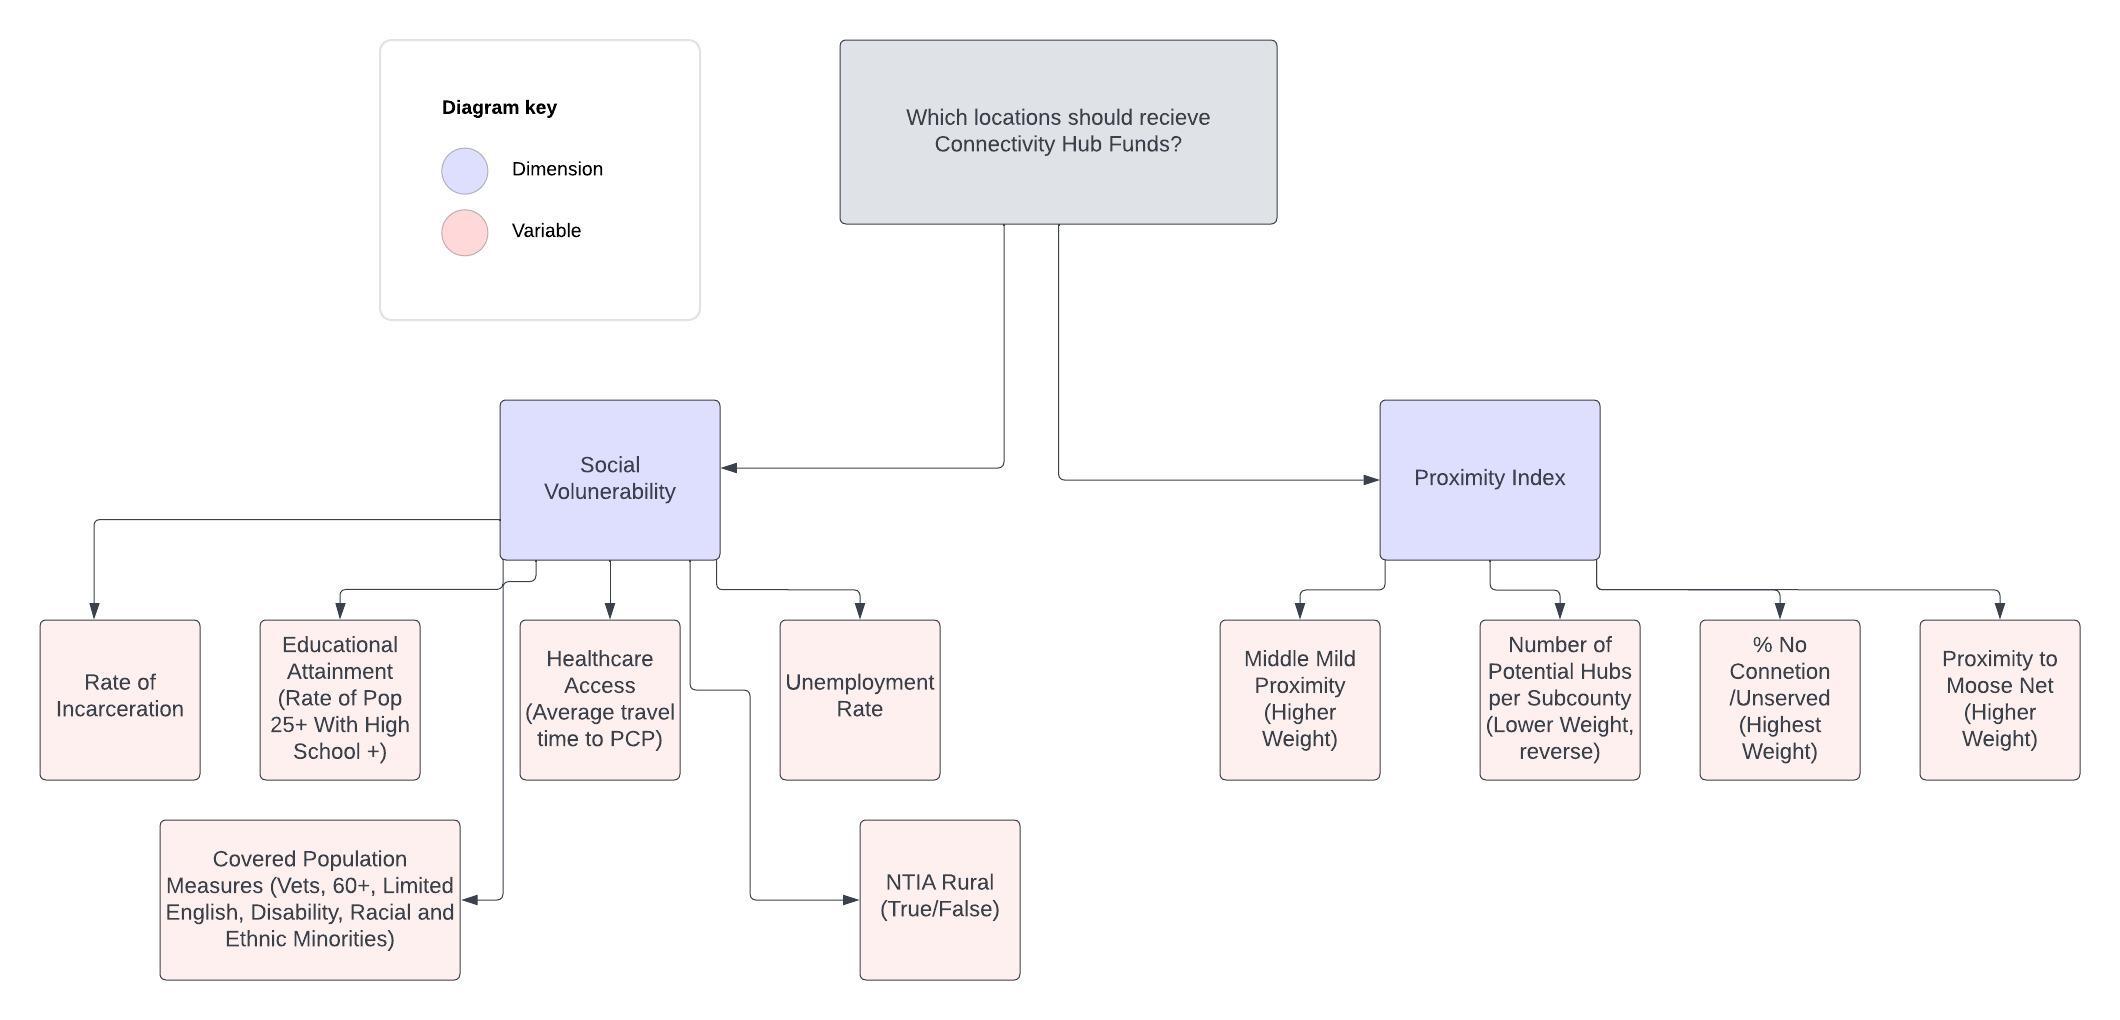 Diagram key
Dimension
Variable
Which locations should recieve
Connectivity Hub Funds?
Social
Volunerability
Proximity Index
Rate of
Incarceration
Educational
Attainment
(Rate of Pop
25+ With High
School +)
Healthcare
Access
(Average travel
time to PCP)
Unemployment
Rate
Middle Mild
Proximity
(Higher
Weight)
Number of
Potential Hubs
per Subcounty
(Lower Weight,
reverse)
% No
Connetion
/Unserved
(Highest
Weight)
Proximity to
Moose Net
(Higher
Weight)
Covered Population
Measures (Vets, 60+, Limited
English, Disability, Racial and
Ethnic Minorities)
NTIA Rural
(True/False)